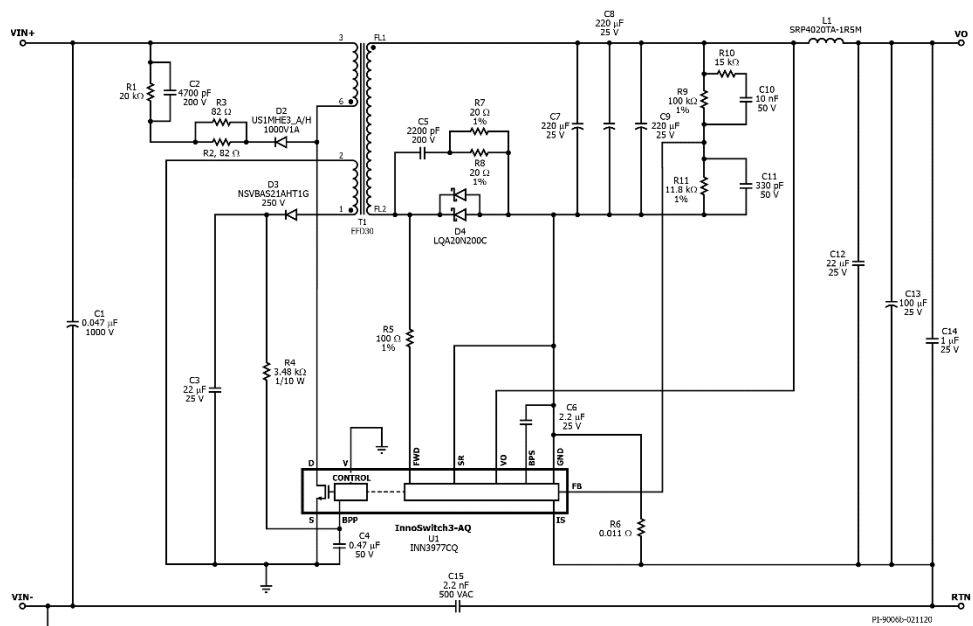 VIN+
3
6
2
1
FL1
FL2
T1
EFD30
R1
20 kΩ
C2
4700 pF
200 V
R3
82 Ω
R2, 82 Ω
D2
US1MHE3_A/H
1000V1A
D3
NSVBAS21AHT1G
250 V
C5
2200 pF
200 V
R7
20 Ω
1%
R8
20 Ω
1%
D4
LQA20N200C
C7
220 µF
25 V
C8
220 µF
25 V
C9
220 µF
25 V
R9
100 kΩ
1%
R10
15 kΩ
C10
10 nF
50 V
R11
11.8 kΩ
1%
C11
330 pF
50 V
L1
SRP4020TA-1R5M
VO
C12
22 µF
25 V
C13
100 µF
25 V
C14
1 µF
25 V
C1
0.047 µF
1000 V
C3
22 µF
25 V
R4
3.48 kΩ
1/10 W
R5
100 Ω
1%
C6
2.2 µF
25 V
D
V
FWD
SR
VO
BPS
GND
CONTROL
FB
S
BPP
IS
InnoSwitch3-AQ
U1
INN3977CQ
C4
0.47 µF
50 V
R6
0.011 Ω
C15
2.2 nF
500 VAC
VIN-
RTN
PI-9006b-021120